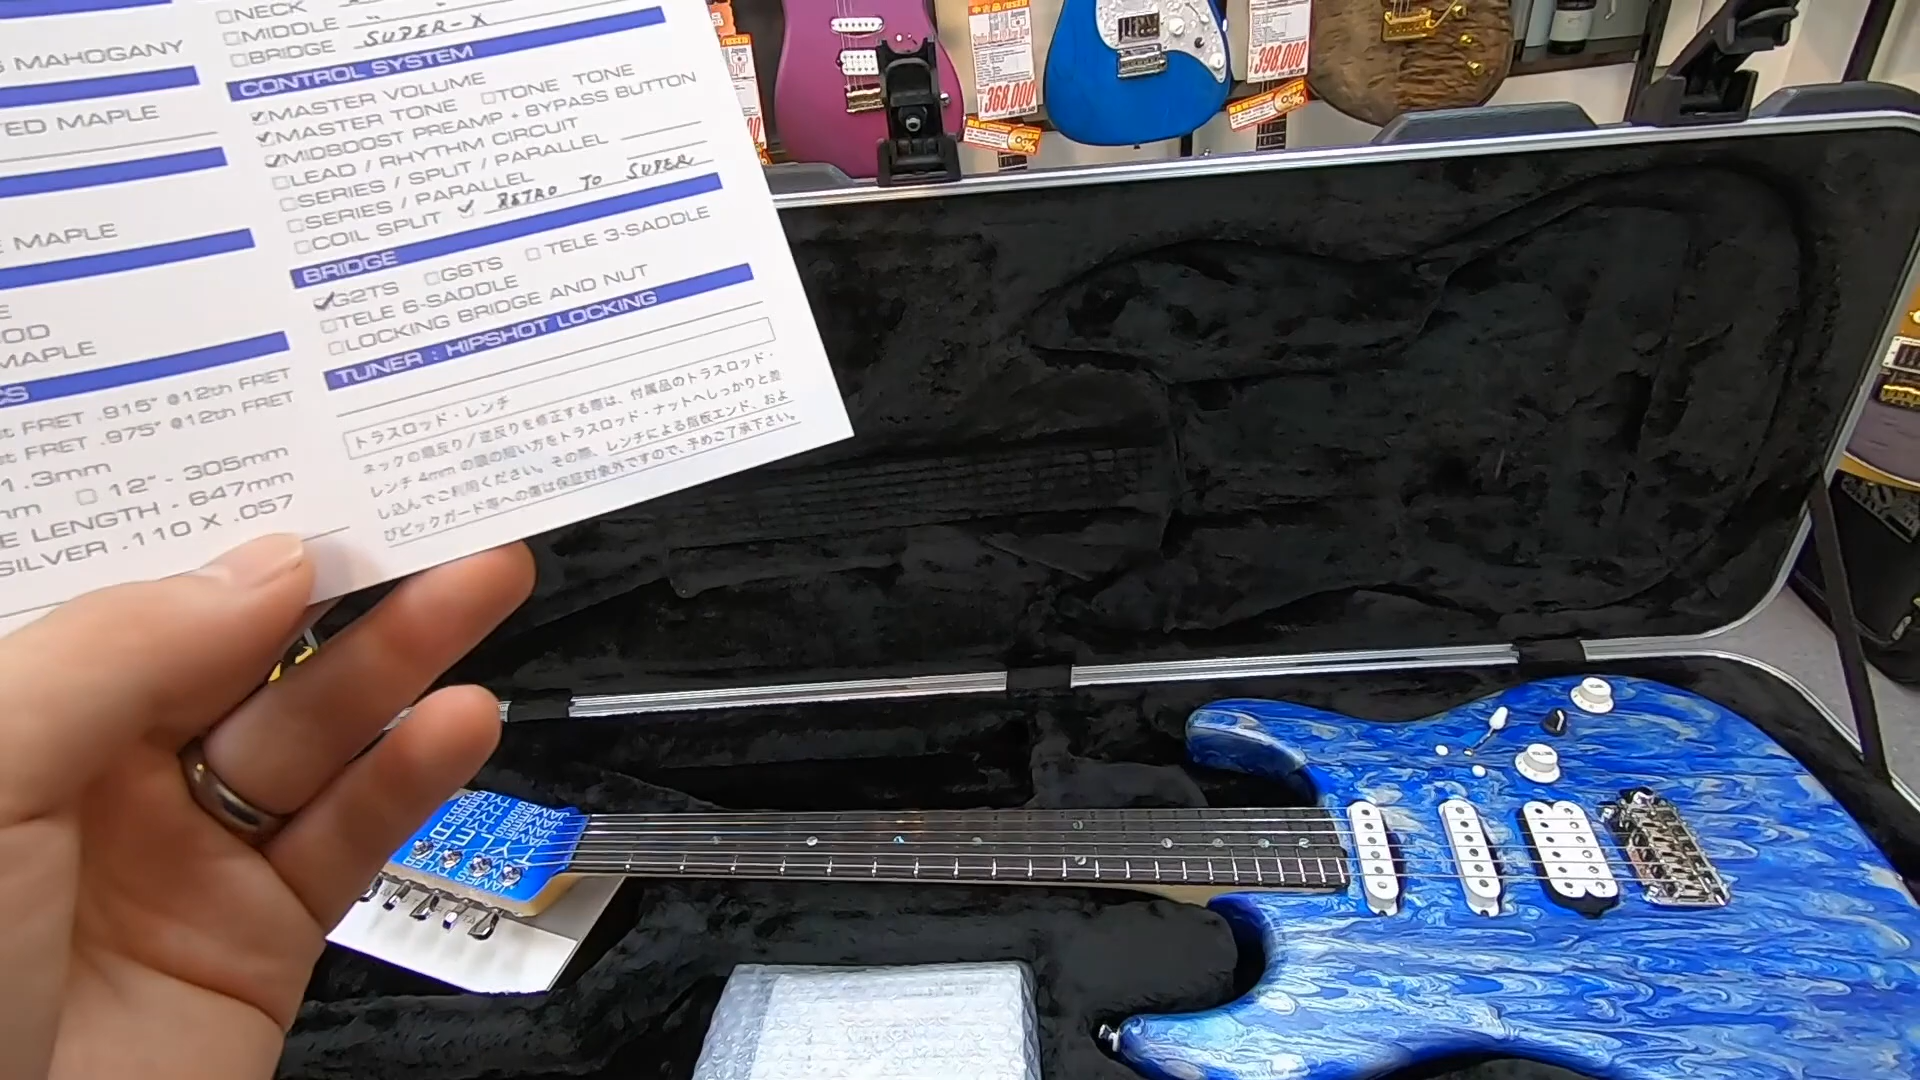 MAHOGANY
TED MAPLE
MAPLE
OD
MAPLE
CS
FRET .915" @12th FRET
FRET .975" @12th FRET
1.3mm
mm □ 12" - 305mm
E LENGTH - 647mm
SILVER .110 X .057
□NECK
□MIDDLE " "
□BRIDGE SUPER-X
CONTROL SYSTEM
☑MASTER VOLUME
☑MASTER TONE □TONE TONE
☑MIDBOOST PREAMP + BYPASS BUTTON
□LEAD / RHYTHM CIRCUIT
□SERIES / SPLIT / PARALLEL
□SERIES / PARALLEL
□COIL SPLIT ✓ RETRO TO SUPER
BRIDGE
☑G2TS □G6TS □ TELE 3-SADDLE
□TELE 6-SADDLE
□LOCKING BRIDGE AND NUT
TUNER : HIPSHOT LOCKING
トラスロッド・レンチ
ネックの順反り/逆反りを修正する際は、付属品のトラスロッド・
レンチ 4mm の頭の短い方をトラスロッド・ナットへしっかりと差
し込んでご利用ください。その際、レンチによる指板エンド、およ
びピックガード等への傷は保証対象外ですので、予めご了承下さい。
中古品/USED
¥368,000
¥398,000
JAMES TYLER